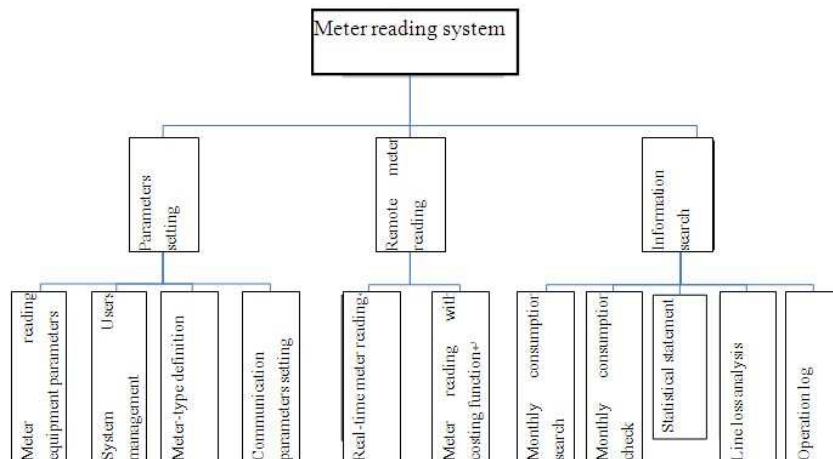 Meter reading system
Parameters
setting
Remote meter
reading
Information
search
Meter reading
equipment parameters
System Users
management
Meter-type definition
Communication
parameters setting
Real-time meter reading
Meter reading with
costing function
Monthly consumption
search
Monthly consumption
check
Statistical statement
Line loss analysis
Operation log